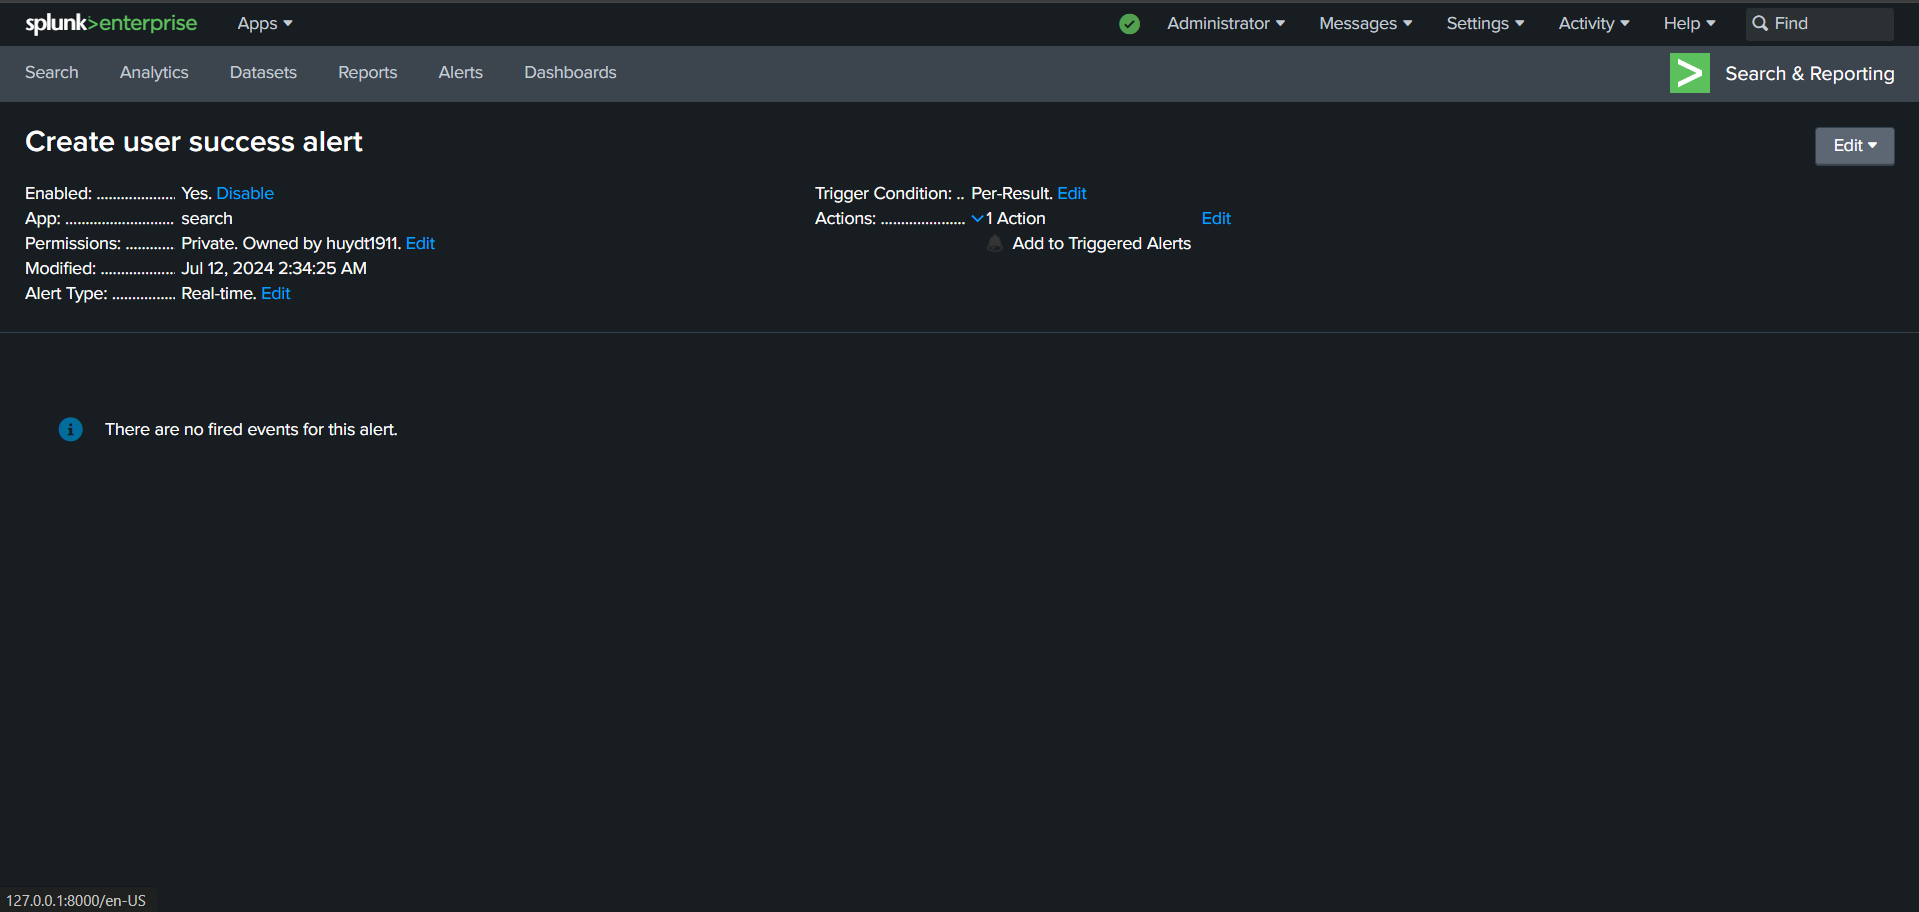 splunk>enterprise Apps Administrator Messages Settings Activity Help Find
Search Analytics Datasets Reports Alerts Dashboards Search & Reporting
Create user success alert
Edit
Enabled: ................... Yes. Disable
App: .......................... search
Permissions: ............ Private. Owned by huydt1911. Edit
Modified: .................. Jul 12, 2024 2:34:25 AM
Alert Type: ............... Real-time. Edit
Trigger Condition: .. Per-Result. Edit
Actions: ..................... 1 Action Edit
Add to Triggered Alerts
There are no fired events for this alert.
127.0.0.1:8000/en-US